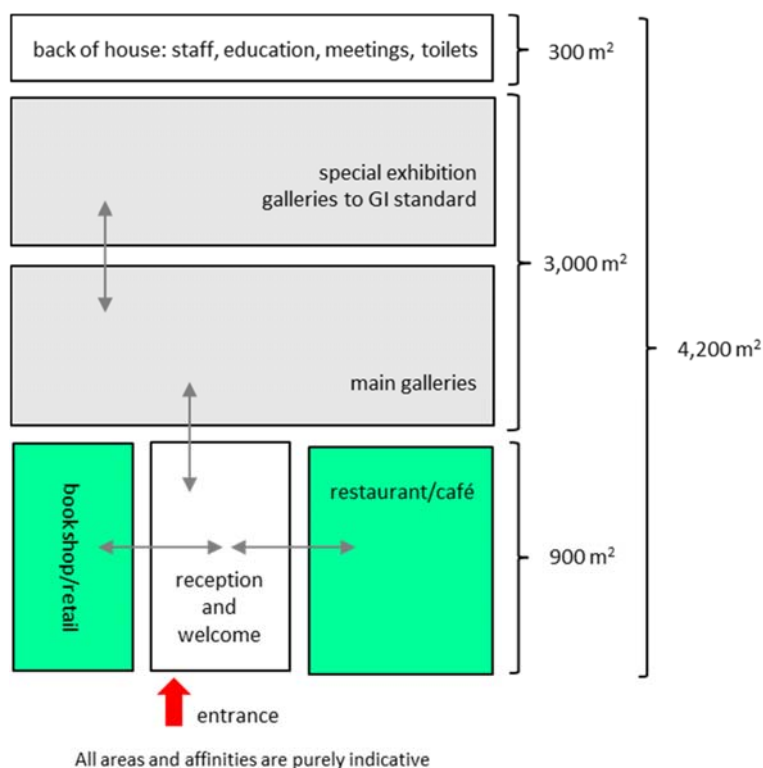 back of house: staff, education, meetings, toilets
300 m²
special exhibition
galleries to GI standard
3,000 m²
main galleries
4,200 m²
bookshop/retail
restaurant/café
reception
and
welcome
900 m²
entrance
All areas and affinities are purely indicative